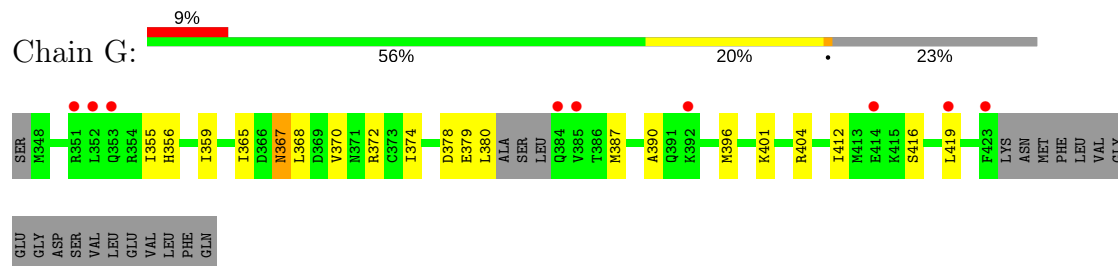 9%
Chain G:
56% 20% • 23%
SER M348 R351 L352 Q353 R354 I355 H356 I359 I365 D366 N367 L368 D369 V370 N371 R372 C373 I374 D378 E379 L380 ALA SER LEU Q384 V385 T386 M387 A390 Q391 K392 M396 K401 R404 I412 M413 E414 K415 S416 L419 F423 LYS ASN MET PHE LEU VAL GLY
GLU GLY ASP SER VAL LEU GLU VAL LEU PHE GLN